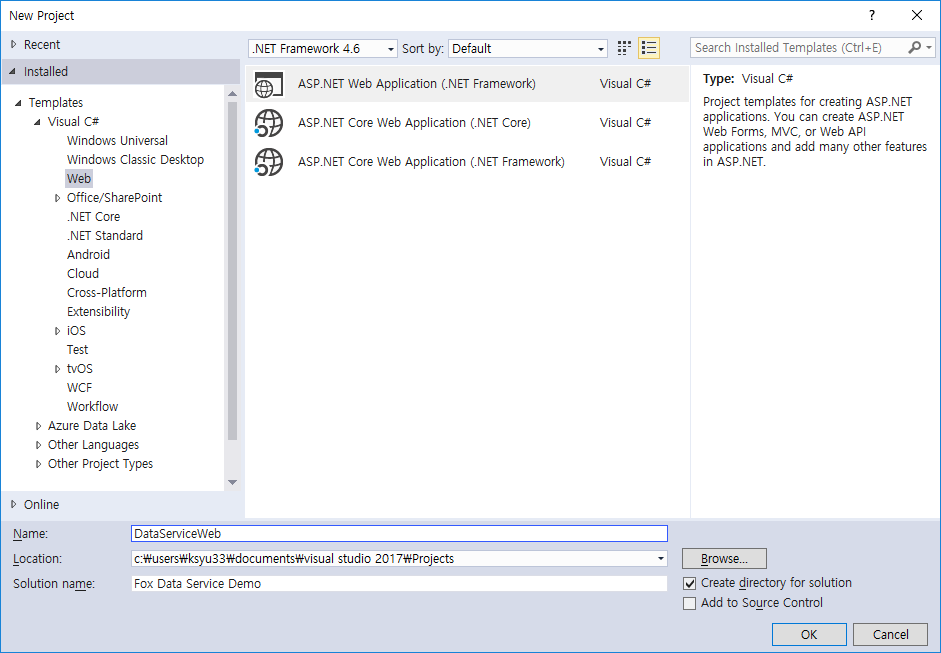 New Project
?
Recent
.NET Framework 4.6
Sort by: Default
Search Installed Templates (Ctrl+E)
Installed
Templates
Visual C#
Windows Universal
Windows Classic Desktop
Web
Office/SharePoint
.NET Core
.NET Standard
Android
Cloud
Cross-Platform
Extensibility
iOS
Test
tvOS
WCF
Workflow
Azure Data Lake
Other Languages
Other Project Types
Online
ASP.NET Web Application (.NET Framework) Visual C#
ASP.NET Core Web Application (.NET Core) Visual C#
ASP.NET Core Web Application (.NET Framework) Visual C#
Type: Visual C#
Project templates for creating ASP.NET
applications. You can create ASP.NET
Web Forms, MVC, or Web API
applications and add many other features
in ASP.NET.
Name: DataServiceWeb
Location: c:₩users₩ksyu33₩documents₩visual studio 2017₩Projects
Browse...
Solution name: Fox Data Service Demo
Create directory for solution
Add to Source Control
OK
Cancel